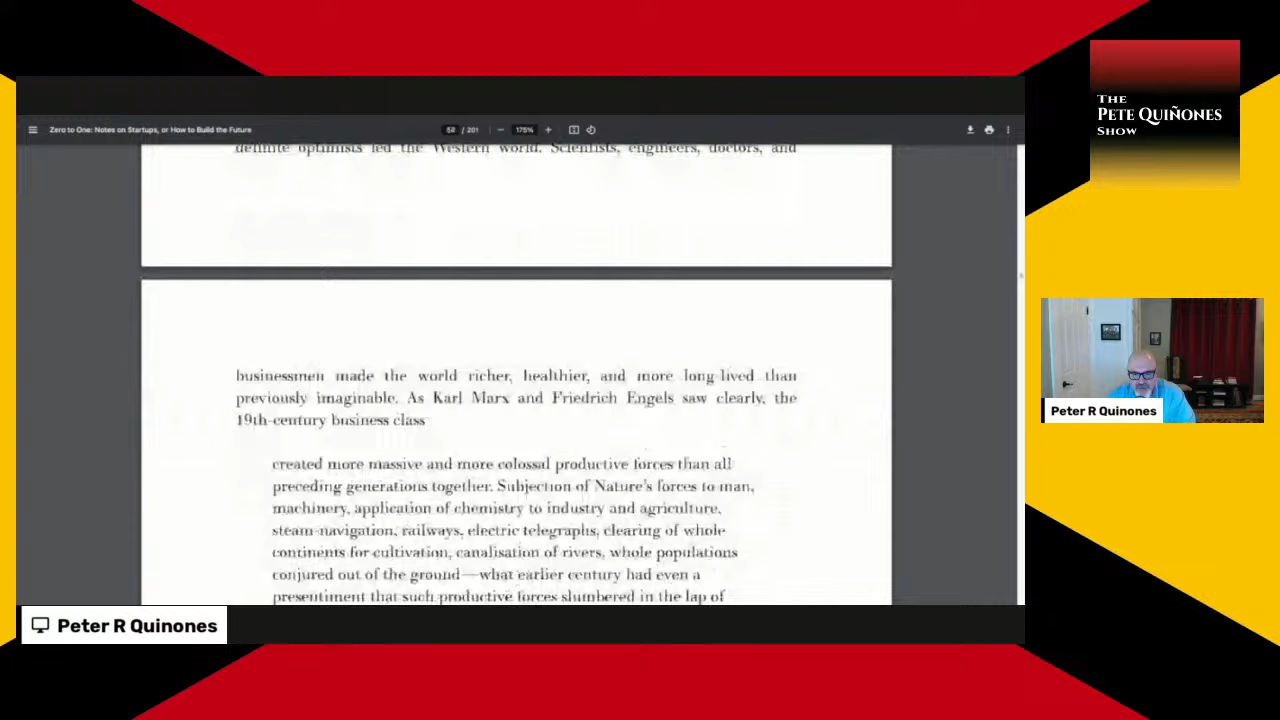 THE
PETE QUIÑONES
SHOW
Zero to One: Notes on Startups, or How to Build the Future
58 / 201
175%
definite optimists led the Western world. Scientists, engineers, doctors, and
businessmen made the world richer, healthier, and more long-lived than
previously imaginable. As Karl Marx and Friedrich Engels saw clearly, the
19th-century business class
created more massive and more colossal productive forces than all
preceding generations together. Subjection of Nature's forces to man,
machinery, application of chemistry to industry and agriculture,
steam-navigation, railways, electric telegraphs, clearing of whole
continents for cultivation, canalisation of rivers, whole populations
conjured out of the ground—what earlier century had even a
presentiment that such productive forces slumbered in the lap of
Peter R Quinones
Peter R Quinones